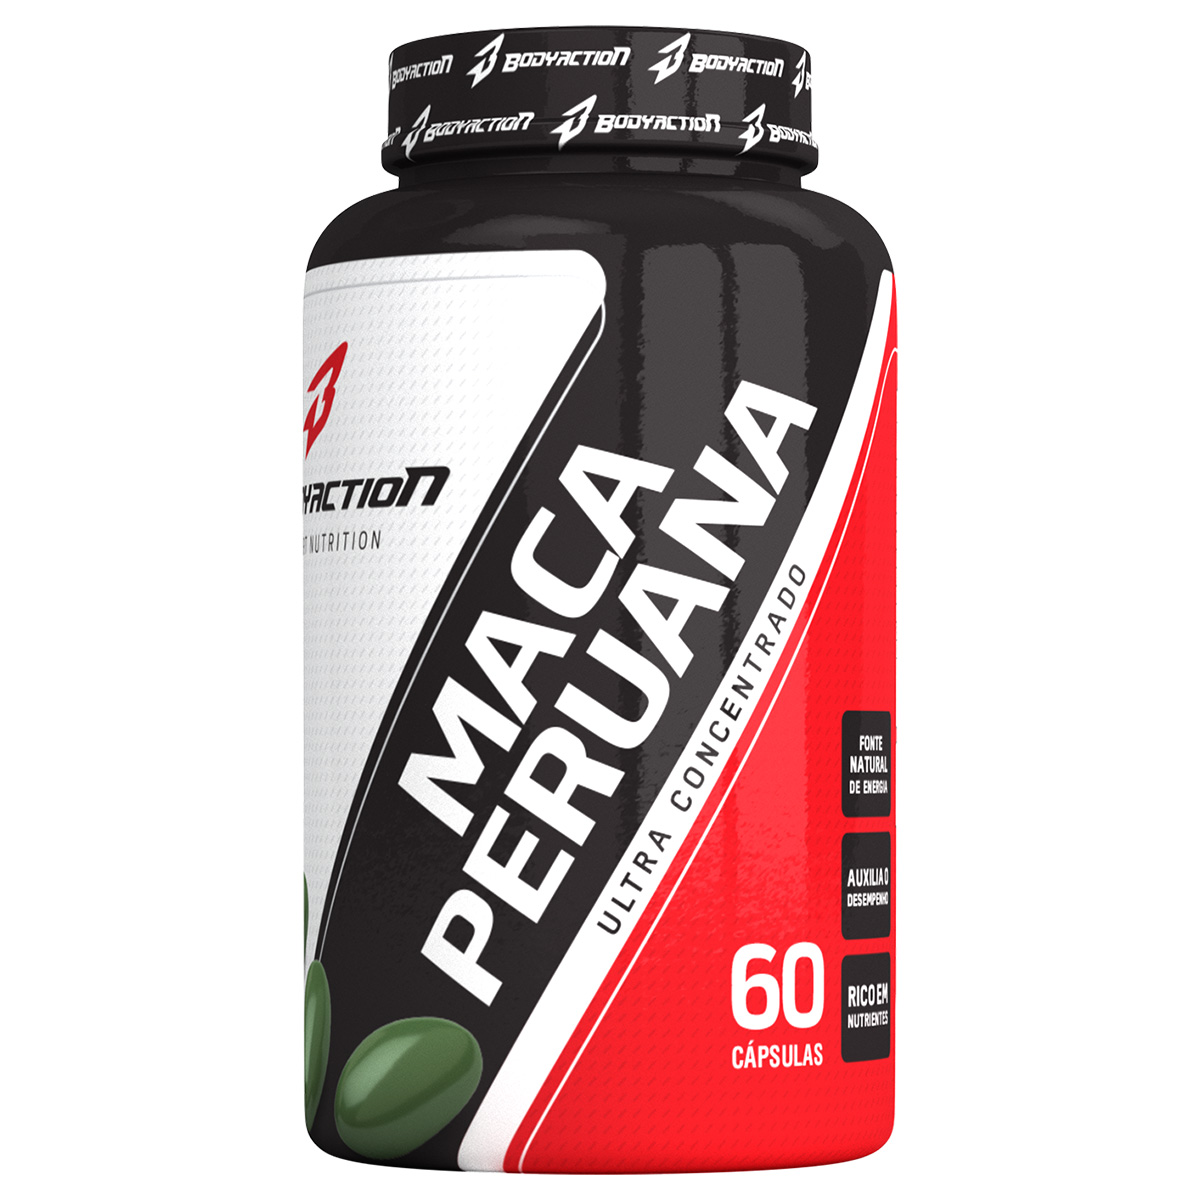 BODYACTION BODYACTION BODYACTION
BODYACTION BODYACTION BODYACTION
NUTRITION
MACA
PERUANA
ULTRA CONCENTRADO
60
CÁPSULAS
FONTE
NATURAL
DE ENERGIA
AUXILIA O
DESEMPENHO
RICO EM
NUTRIENTES